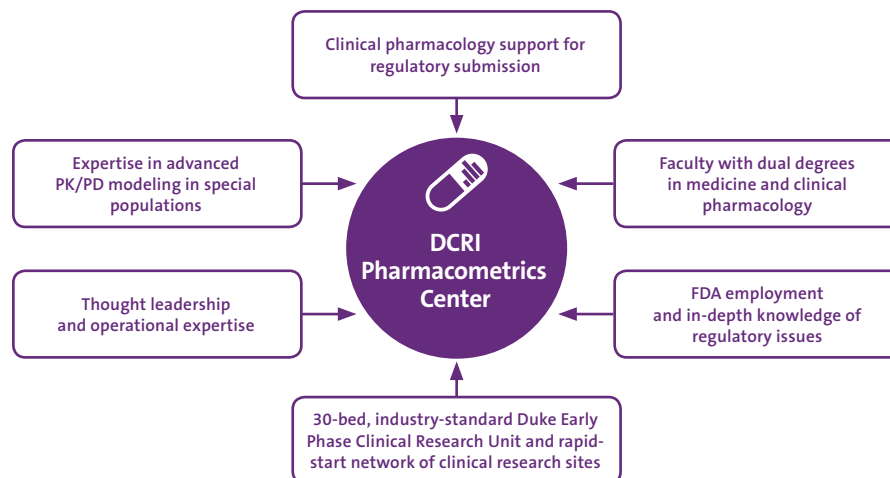 Clinical pharmacology support for
regulatory submission
Expertise in advanced
PK/PD modeling in special
populations
Faculty with dual degrees
in medicine and clinical
pharmacology
DCRI
Pharmacometrics
Center
Thought leadership
and operational expertise
FDA employment
and in-depth knowledge of
regulatory issues
30-bed, industry-standard Duke Early
Phase Clinical Research Unit and rapid-
start network of clinical research sites